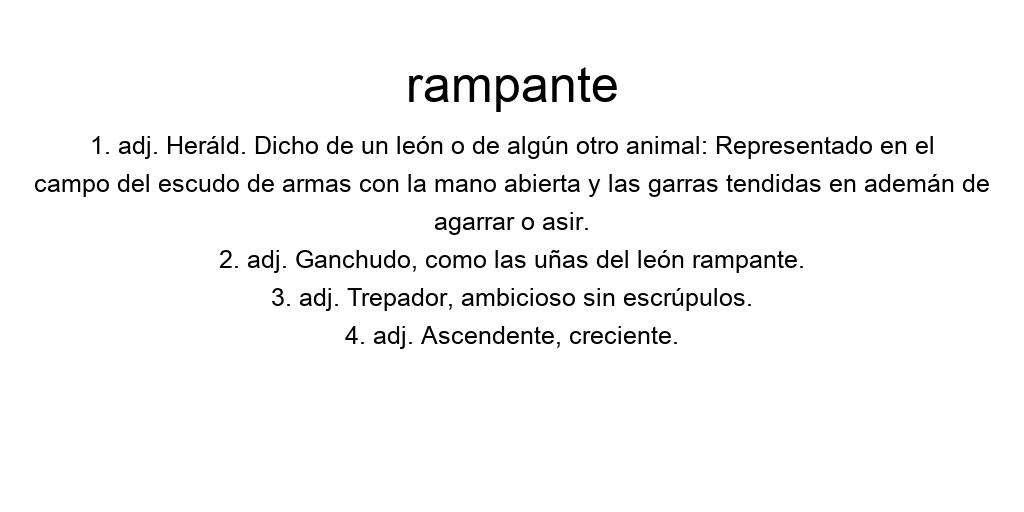 rampante
1. adj. Heráld. Dicho de un león o de algún otro animal: Representado en el
campo del escudo de armas con la mano abierta y las garras tendidas en ademán de
agarrar o asir.
2. adj. Ganchudo, como las uñas del león rampante.
3. adj. Trepador, ambicioso sin escrúpulos.
4. adj. Ascendente, creciente.